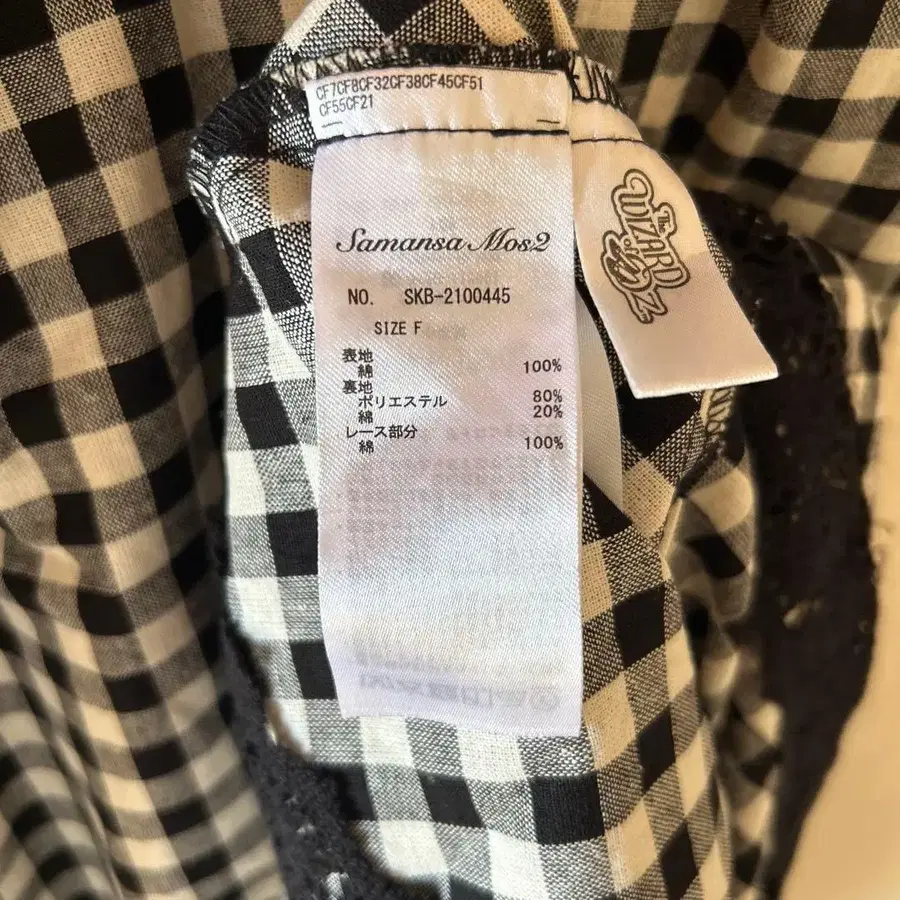 CF7CF8CF32CF38CF45CF51
CF55CF21
Samansa Mos2
NO. SKB-2100445
SIZE F
表地
綿 100%
裏地
ポリエステル 80%
綿 20%
レース部分
綿 100%
The
WIZARD
of
OZ